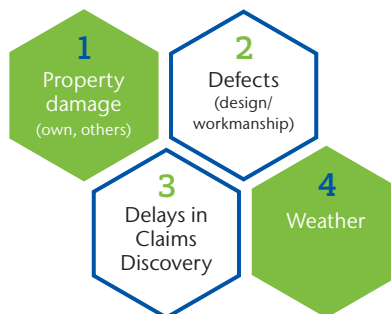 1
Property
damage
(own, others)
2
Defects
(design/
workmanship)
3
Delays in
Claims
Discovery
4
Weather